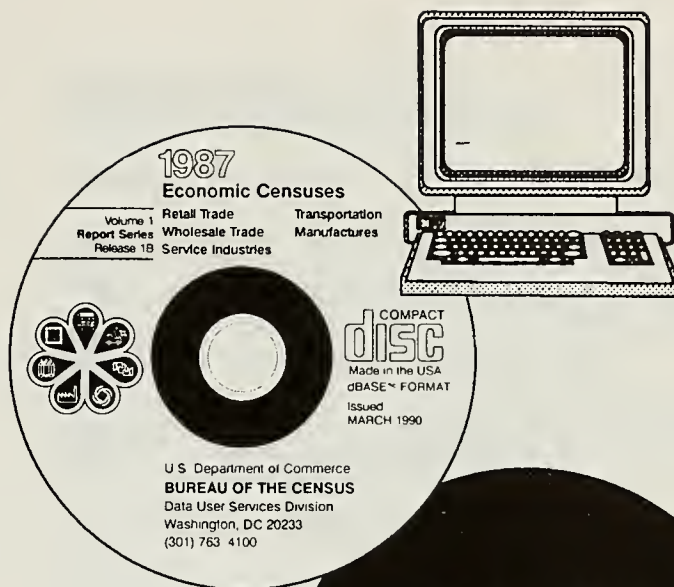 1987
Economic Censuses
Volume 1
Report Series
Release 1B
Retail Trade
Wholesale Trade
Service Industries
Transportation
Manufactures
COMPACT
disc
Made in the USA
dBASE™ FORMAT
Issued
MARCH 1990
U.S. Department of Commerce
BUREAU OF THE CENSUS
Data User Services Division
Washington, DC 20233
(301) 763-4100